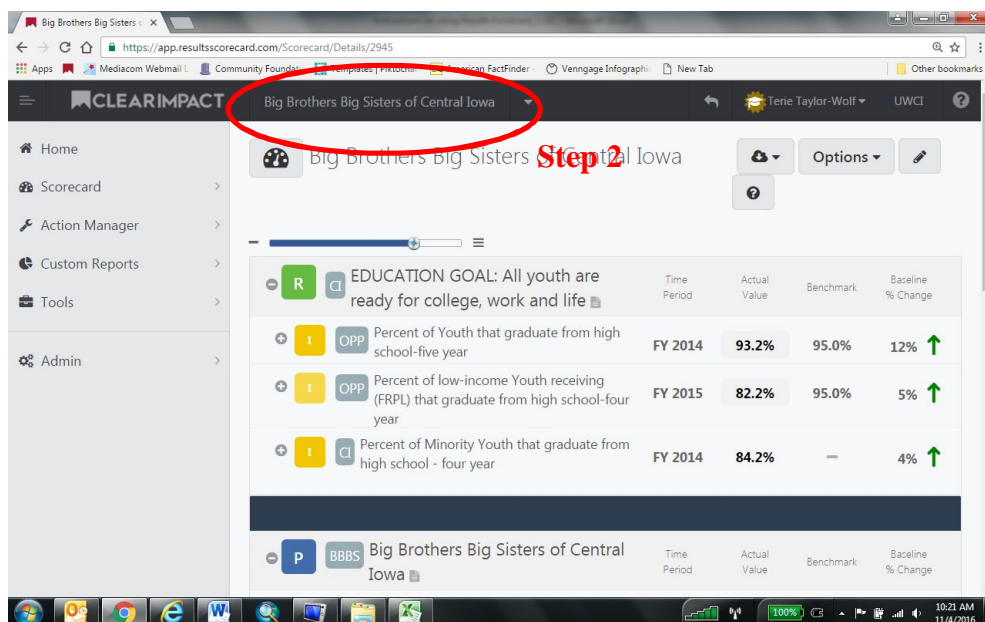 Big Brothers Big Sisters
https://app.resultsscorecard.com/Scorecard/Details/2945
Apps Mediacom Webmail Community Templates | American FactFinder - Venngage Infographic New Tab Other bookmarks
CLEARIMPACT Big Brothers Big Sisters of Central Iowa Terie Taylor-Wolf UWCI
Step 2
Home
Big Brothers Big Sisters of Central Iowa Options
Scorecard
Action Manager
Custom Reports
Tools
Admin
R CI EDUCATION GOAL: All youth are
ready for college, work and life
Time Period Actual Value Benchmark Baseline % Change
I OPP Percent of Youth that graduate from high
school-five year
FY 2014 93.2% 95.0% 12%
I OPP Percent of low-income Youth receiving
(FRPL) that graduate from high school-four
year
FY 2015 82.2% 95.0% 5%
I CI Percent of Minority Youth that graduate from
high school - four year
FY 2014 84.2% — 4%
P BBBS Big Brothers Big Sisters of Central
Iowa
Time Period Actual Value Benchmark Baseline % Change
100%
10:21 AM
11/4/2016